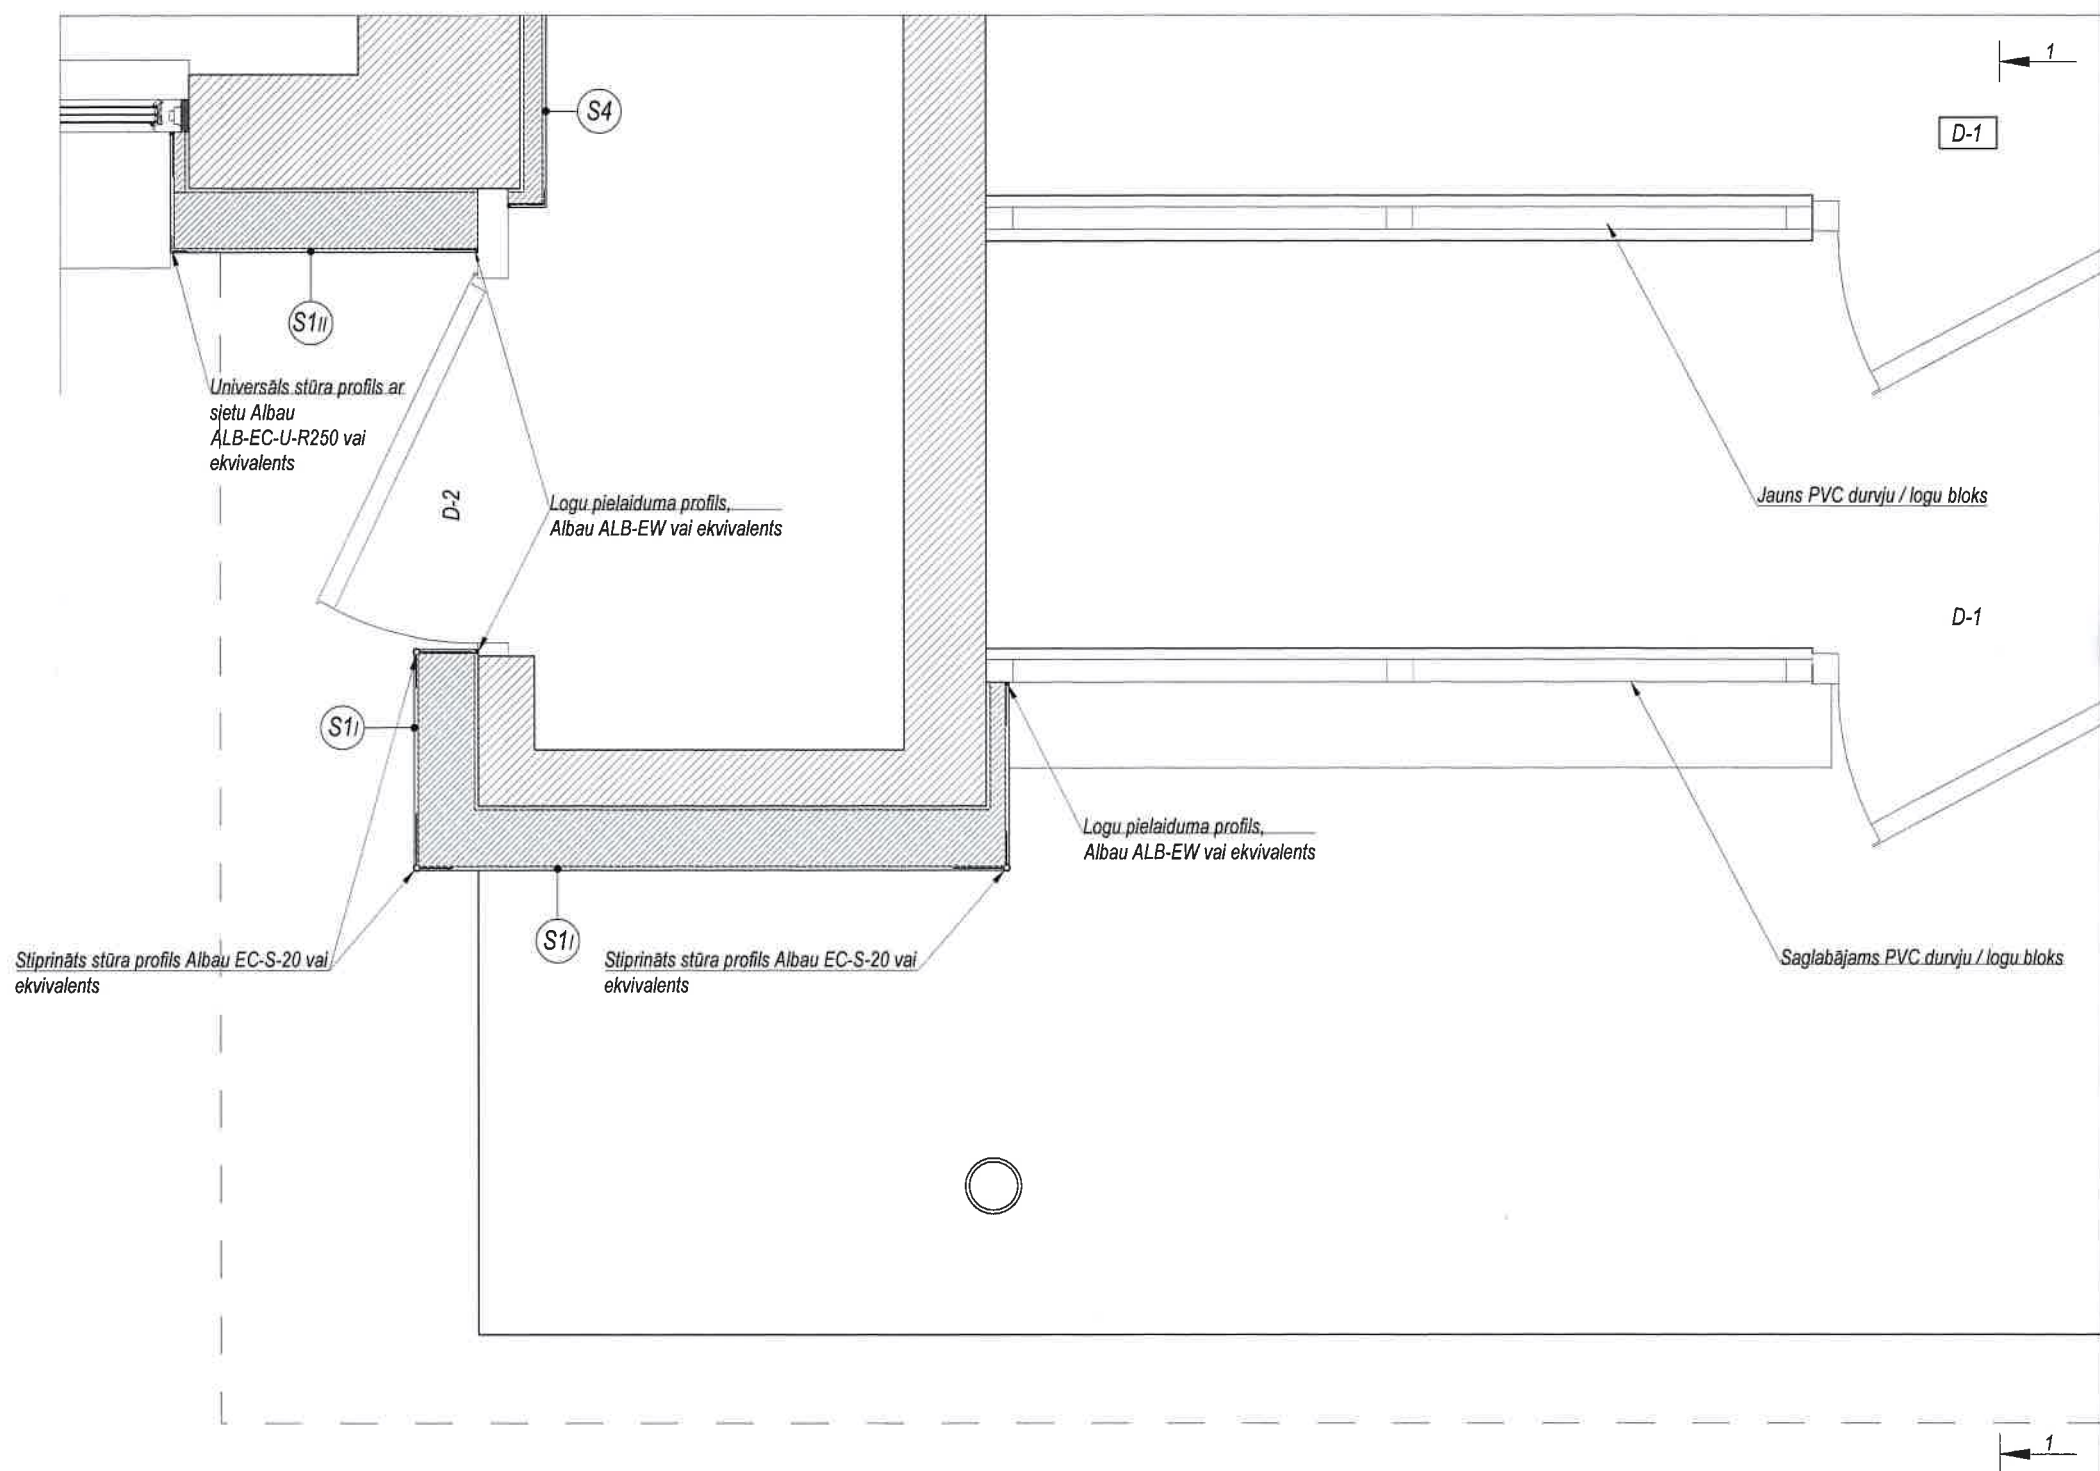 1
S4
D-1
S1II
Universāls stūra profils ar
sietu Albau
ALB-EC-U-R250 vai
ekvivalents
D-2
Logu pielaiduma profils,
Albau ALB-EW vai ekvivalents
Jauns PVC durvju / logu bloks
D-1
S1I
Logu pielaiduma profils,
Albau ALB-EW vai ekvivalents
S1I
Stiprināts stūra profils Albau EC-S-20 vai
ekvivalents
Stiprināts stūra profils Albau EC-S-20 vai
ekvivalents
Saglabājams PVC durvju / logu bloks
1